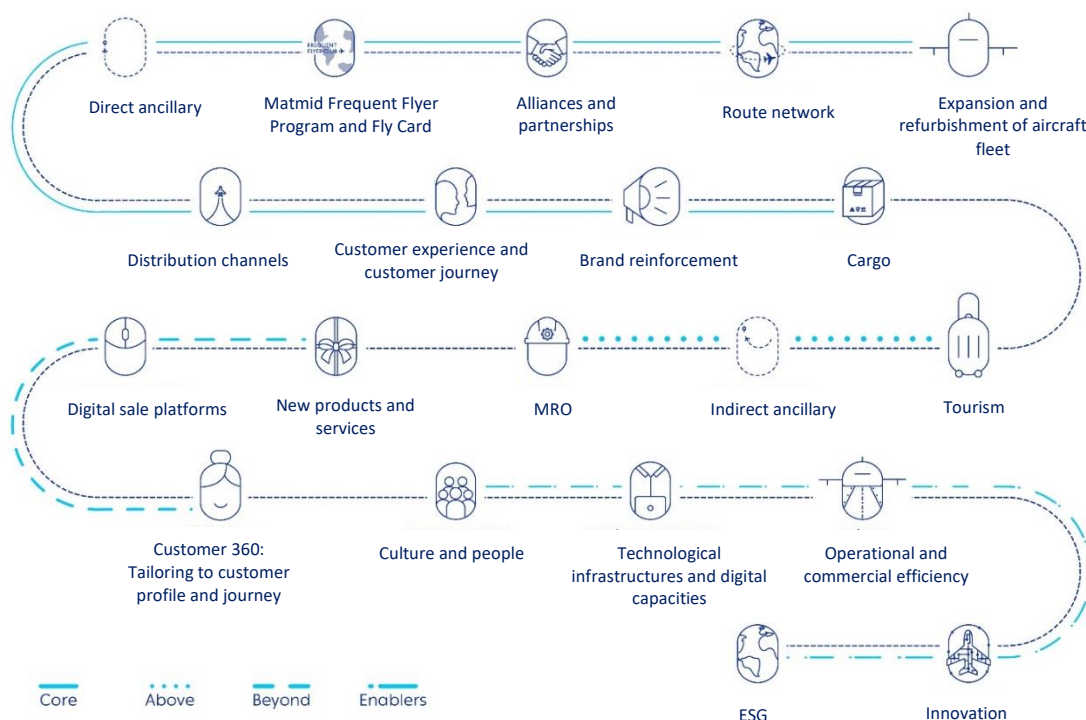 FREQUENT
FLYER CLUB
Direct ancillary
Matmid Frequent Flyer
Program and Fly Card
Alliances and
partnerships
Route network
Expansion and
refurbishment of aircraft
fleet
Distribution channels
Customer experience and
customer journey
Brand reinforcement
Cargo
Digital sale platforms
New products and
services
MRO
Indirect ancillary
Tourism
Customer 360:
Tailoring to customer
profile and journey
Culture and people
Technological
infrastructures and digital
capacities
Operational and
commercial efficiency
ESG
Innovation
Core
Above
Beyond
Enablers